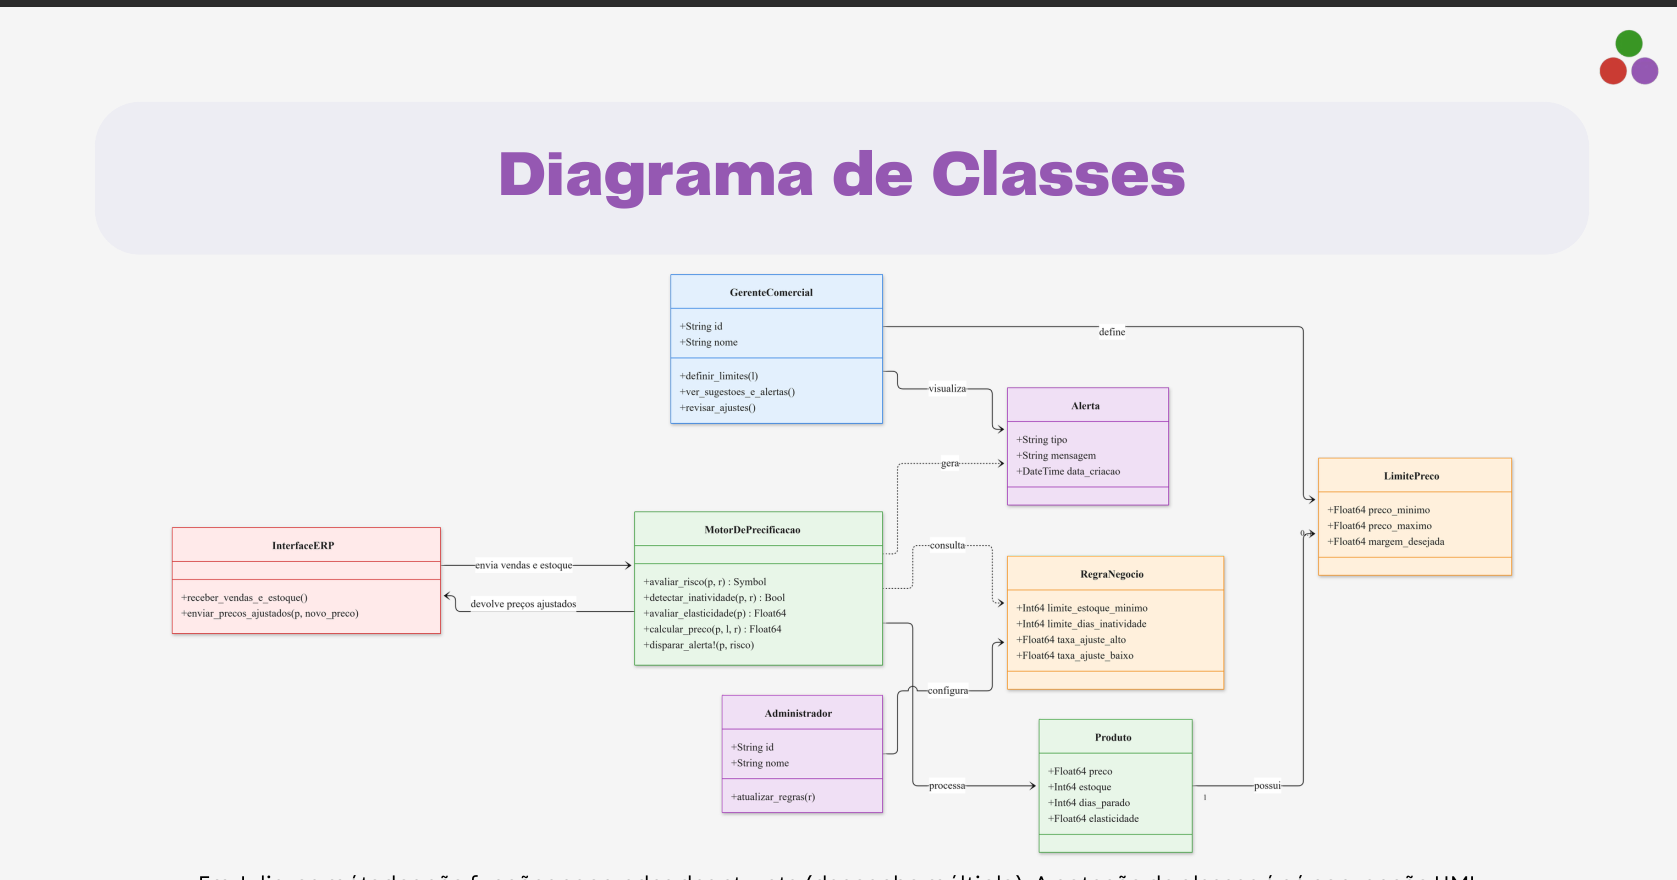 Diagrama de Classes
GerenteComercial
+String id
+String nome
+definir_limites(l)
+ver_sugestoes_e_alertas()
+revisar_ajustes()
define
visualiza
Alerta
+String tipo
+String mensagem
+DateTime data_criacao
gera
LimitePreco
+Float64 preco_minimo
+Float64 preco_maximo
+Float64 margem_desejada
InterfaceERP
+receber_vendas_e_estoque()
+enviar_precos_ajustados(p, novo_preco)
envia vendas e estoque
devolve preços ajustados
MotorDePrecificacao
+avaliar_risco(p, r) : Symbol
+detectar_inatividade(p, r) : Bool
+avaliar_elasticidade(p) : Float64
+calcular_preco(p, l, r) : Float64
+disparar_alerta!(p, risco)
consulta
RegraNegocio
+Int64 limite_estoque_minimo
+Int64 limite_dias_inatividade
+Float64 taxa_ajuste_alto
+Float64 taxa_ajuste_baixo
configura
Administrador
+String id
+String nome
+atualizar_regras(r)
processa
Produto
+Float64 preco
+Int64 estoque
+Int64 dias_parado
+Float64 elasticidade
1
possui